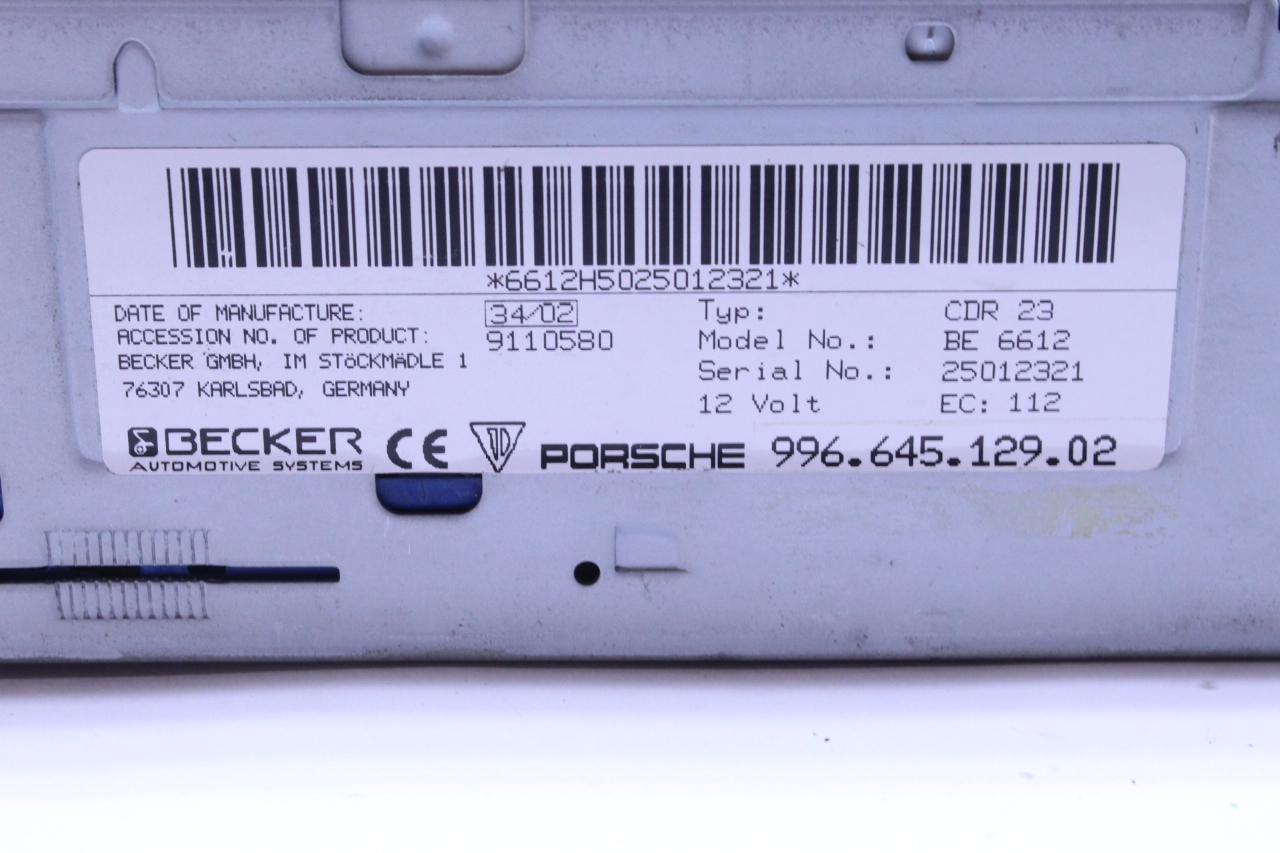 *6612H5025012321*
DATE OF MANUFACTURE: 34/02
ACCESSION NO. OF PRODUCT: 9110580
BECKER GMBH, IM STÖCKMÄDLE 1
76307 KARLSBAD, GERMANY
Typ: CDR 23
Model No.: BE 6612
Serial No.: 25012321
12 Volt EC: 112
BECKER
AUTOMOTIVE SYSTEMS
CE
PORSCHE 996.645.129.02